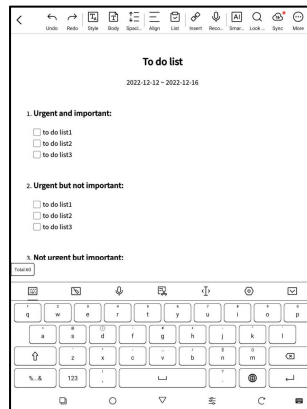 Undo Redo Style Body Spaci... Align List Insert Reco... Smar... Look ... Sync More
To do list
2022-12-12 ~ 2022-12-16
1. Urgent and important:
to do list1
to do list2
to do list3
2. Urgent but not important:
to do list1
to do list2
to do list3
3. Not urgent but important:
Total:60
q w e r t y u i o p
a s d f g h j k l
z x c v b n m
%...& 123 , .